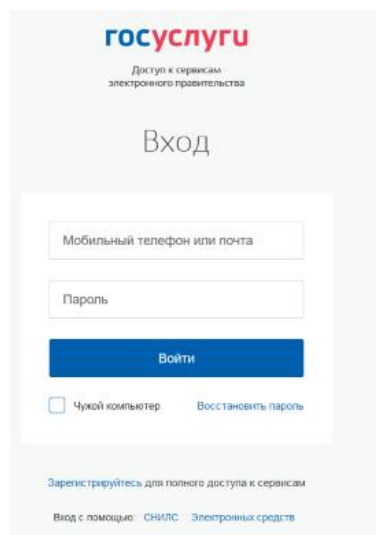 госуслуги
Доступ к сервисам
электронного правительства
Вход
Мобильный телефон или почта
Пароль
Войти
Чужой компьютер Восстановить пароль
Зарегистрируйтесь для полного доступа к сервисам
Вход с помощью: СНИЛС Электронных средств